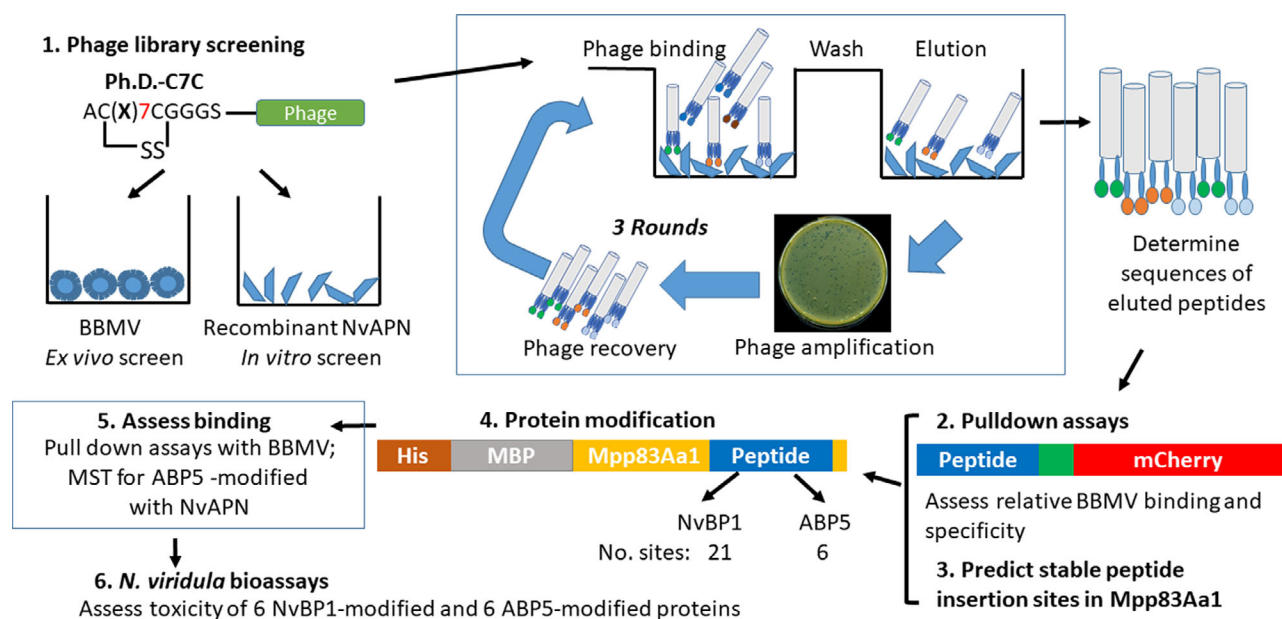 1. Phage library screening
Ph.D.-C7C
AC(X)7CGGGS
Phage
SS
BBMV
Ex vivo screen
Recombinant NvAPN
In vitro screen
Phage binding
Wash
Elution
3 Rounds
Phage recovery
Phage amplification
Determine
sequences of
eluted peptides
2. Pulldown assays
Peptide
mCherry
Assess relative BBMV binding and
specificity
3. Predict stable peptide
insertion sites in Mpp83Aa1
4. Protein modification
His
MBP
Mpp83Aa1
Peptide
NvBP1
ABP5
No. sites: 21 6
5. Assess binding
Pull down assays with BBMV;
MST for ABP5 -modified
with NvAPN
6. N. viridula bioassays
Assess toxicity of 6 NvBP1-modified and 6 ABP5-modified proteins